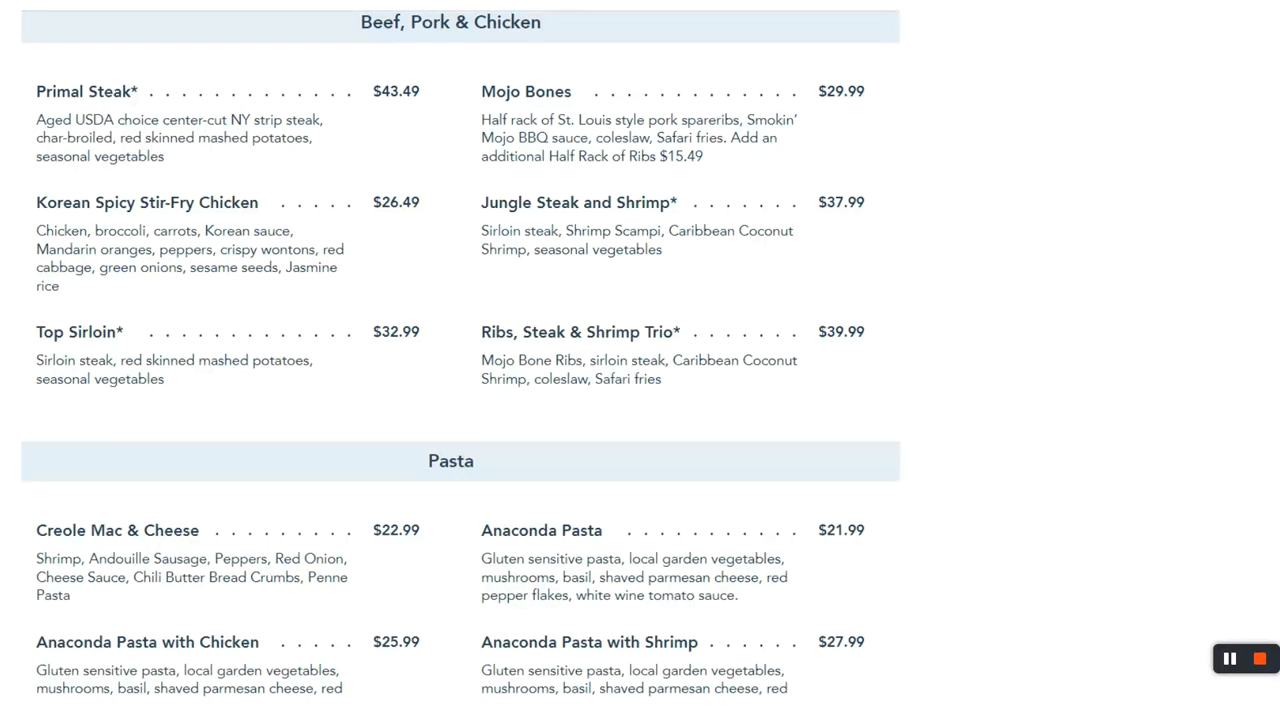 Beef, Pork & Chicken
Primal Steak* . . . . . . . . . . . . . $43.49
Aged USDA choice center-cut NY strip steak,
char-broiled, red skinned mashed potatoes,
seasonal vegetables
Mojo Bones . . . . . . . . . . . . . $29.99
Half rack of St. Louis style pork spareribs, Smokin’
Mojo BBQ sauce, coleslaw, Safari fries. Add an
additional Half Rack of Ribs $15.49
Korean Spicy Stir-Fry Chicken . . . . . $26.49
Chicken, broccoli, carrots, Korean sauce,
Mandarin oranges, peppers, crispy wontons, red
cabbage, green onions, sesame seeds, Jasmine
rice
Jungle Steak and Shrimp* . . . . . . . $37.99
Sirloin steak, Shrimp Scampi, Caribbean Coconut
Shrimp, seasonal vegetables
Top Sirloin* . . . . . . . . . . . . . $32.99
Sirloin steak, red skinned mashed potatoes,
seasonal vegetables
Ribs, Steak & Shrimp Trio* . . . . . . . $39.99
Mojo Bone Ribs, sirloin steak, Caribbean Coconut
Shrimp, coleslaw, Safari fries
Pasta
Creole Mac & Cheese . . . . . . . . . $22.99
Shrimp, Andouille Sausage, Peppers, Red Onion,
Cheese Sauce, Chili Butter Bread Crumbs, Penne
Pasta
Anaconda Pasta . . . . . . . . . . . $21.99
Gluten sensitive pasta, local garden vegetables,
mushrooms, basil, shaved parmesan cheese, red
pepper flakes, white wine tomato sauce.
Anaconda Pasta with Chicken . . . . . $25.99
Gluten sensitive pasta, local garden vegetables,
mushrooms, basil, shaved parmesan cheese, red
Anaconda Pasta with Shrimp . . . . . . $27.99
Gluten sensitive pasta, local garden vegetables,
mushrooms, basil, shaved parmesan cheese, red